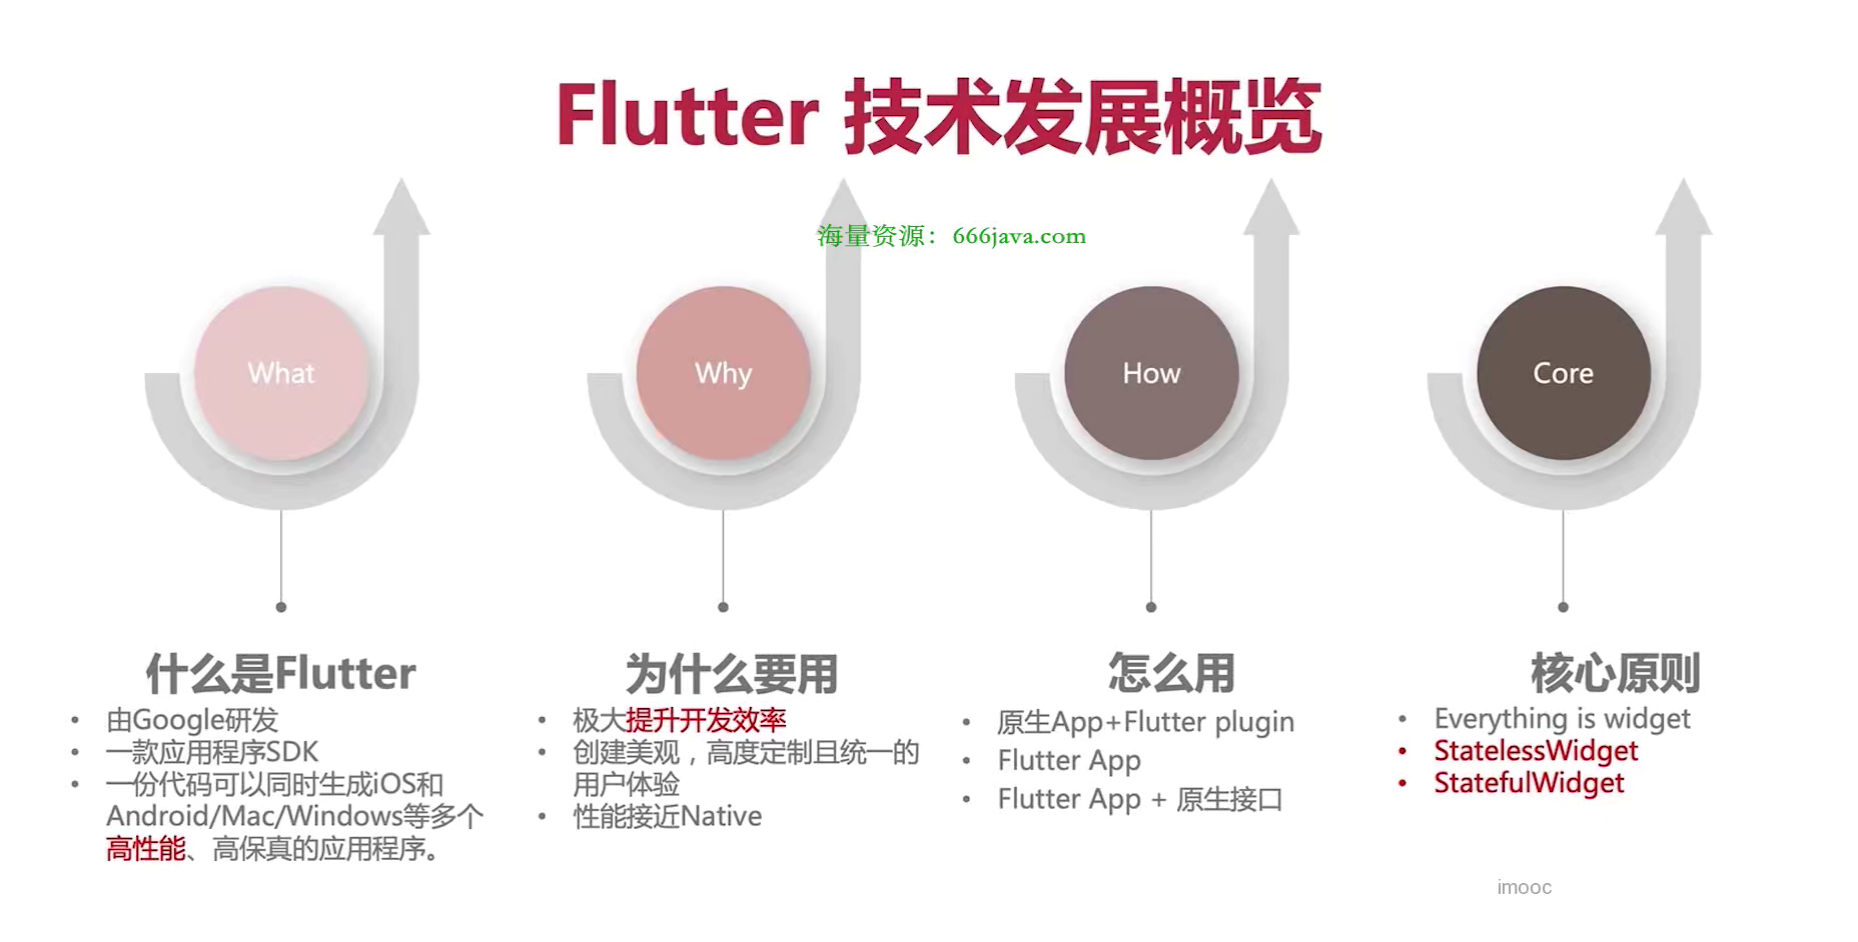 Flutter 技术发展概览
海量资源：666java.com
What
Why
How
Core
什么是Flutter
• 由Google研发
• 一款应用程序SDK
• 一份代码可以同时生成iOS和
Android/Mac/Windows等多个
高性能、高保真的应用程序。
为什么要用
• 极大提升开发效率
• 创建美观，高度定制且统一的
用户体验
• 性能接近Native
怎么用
• 原生App+Flutter plugin
• Flutter App
• Flutter App + 原生接口
核心原则
• Everything is widget
• StatelessWidget
• StatefulWidget
imooc